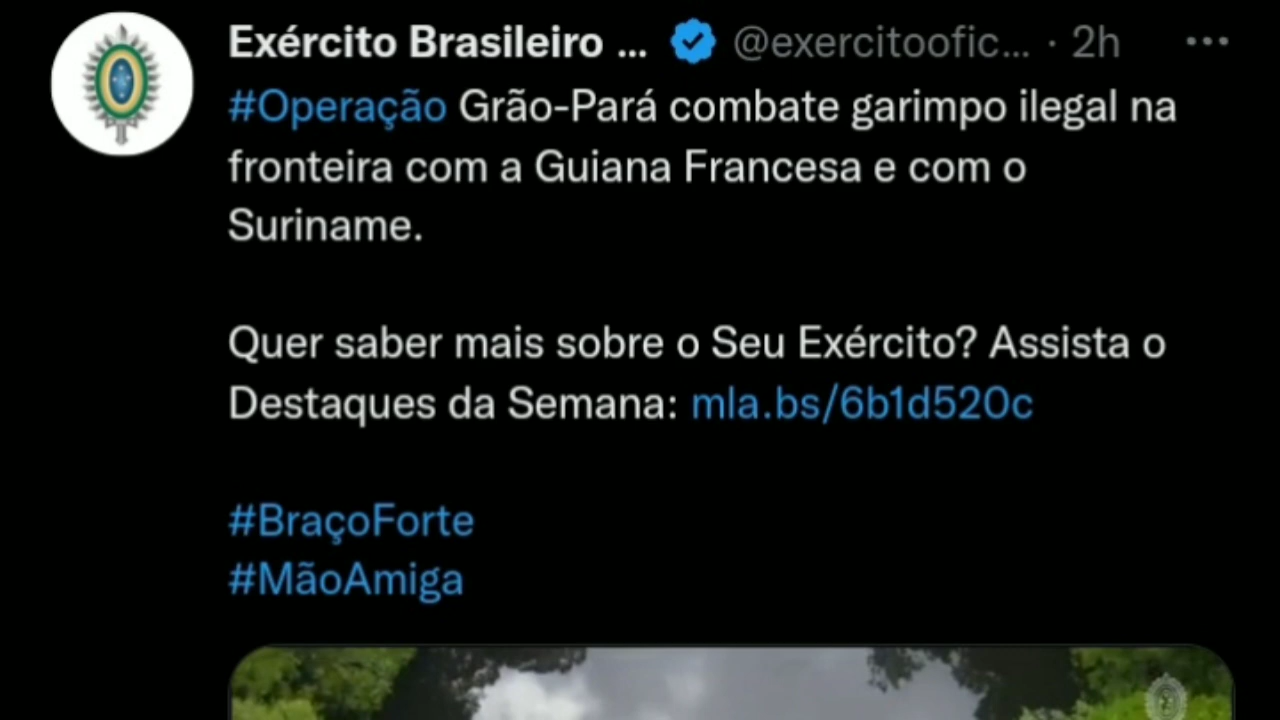 Exército Brasileiro ... @exercitoofic... · 2h
#Operação Grão-Pará combate garimpo ilegal na
fronteira com a Guiana Francesa e com o
Suriname.
Quer saber mais sobre o Seu Exército? Assista o
Destaques da Semana: mla.bs/6b1d520c
#BraçoForte
#MãoAmiga